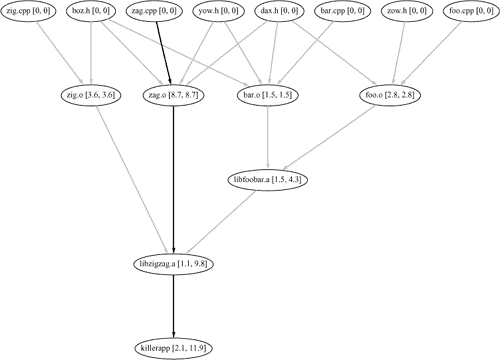 zig.cpp [0, 0]
boz.h [0, 0]
zag.cpp [0, 0]
yow.h [0, 0]
dax.h [0, 0]
bar.cpp [0, 0]
zow.h [0, 0]
foo.cpp [0, 0]
zig.o [3.6, 3.6]
zag.o [8.7, 8.7]
bar.o [1.5, 1.5]
foo.o [2.8, 2.8]
libfoobar.a [1.5, 4.3]
libzigzag.a [1.1, 9.8]
killerapp [2.1, 11.9]